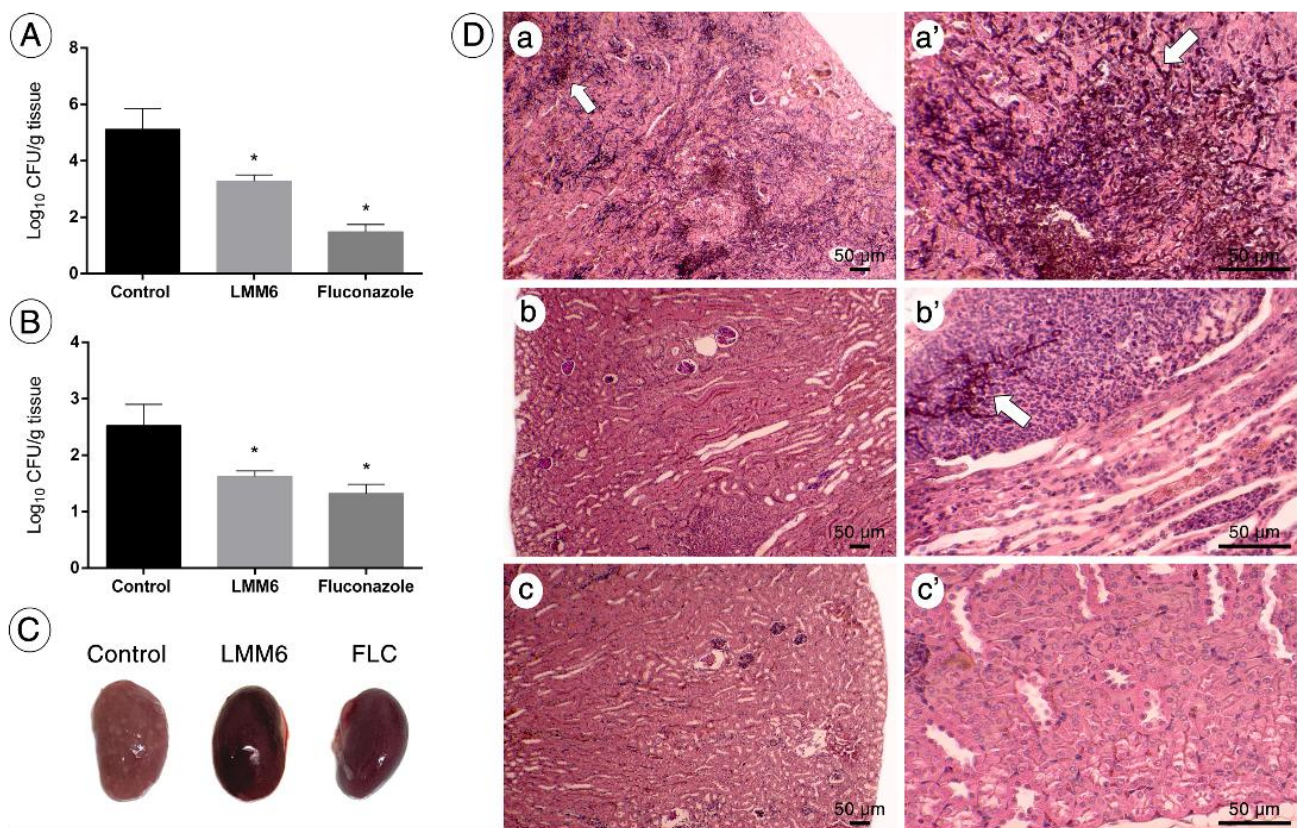 A
Log10 CFU/g tissue
8
6
4
2
0
Control LMM6 Fluconazole
*
*
B
Log10 CFU/g tissue
4
3
2
1
0
Control LMM6 Fluconazole
*
*
C
Control LMM6 FLC
D
a
50 µm
a'
50 µm
b
50 µm
b'
50 µm
c
50 µm
c'
50 µm